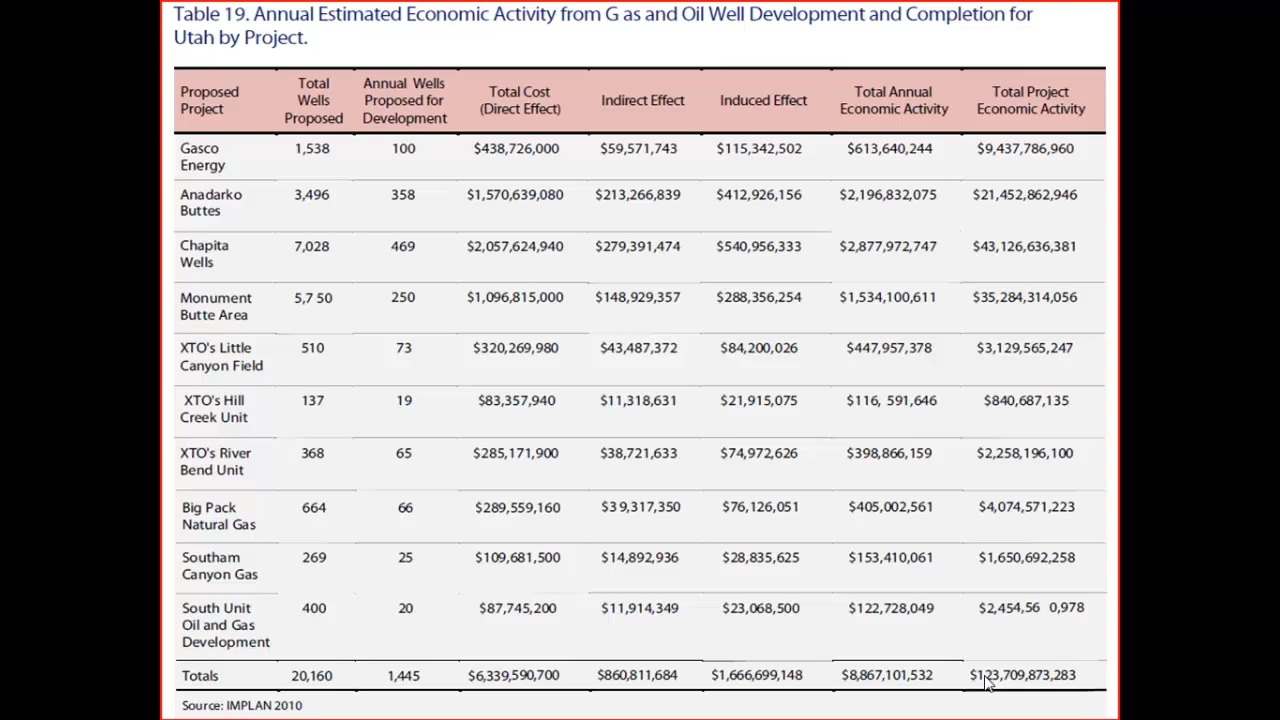 Table 19. Annual Estimated Economic Activity from G as and Oil Well Development and Completion for
Utah by Project.
Proposed Project | Total Wells Proposed | Annual Wells Proposed for Development | Total Cost (Direct Effect) | Indirect Effect | Induced Effect | Total Annual Economic Activity | Total Project Economic Activity
Gasco Energy | 1,538 | 100 | $438,726,000 | $59,571,743 | $115,342,502 | $613,640,244 | $9,437,786,960
Anadarko Buttes | 3,496 | 358 | $1,570,639,080 | $213,266,839 | $412,926,156 | $2,196,832,075 | $21,452,862,946
Chapita Wells | 7,028 | 469 | $2,057,624,940 | $279,391,474 | $540,956,333 | $2,877,972,747 | $43,126,636,381
Monument Butte Area | 5,7 50 | 250 | $1,096,815,000 | $148,929,357 | $288,356,254 | $1,534,100,611 | $35,284,314,056
XTO's Little Canyon Field | 510 | 73 | $320,269,980 | $43,487,372 | $84,200,026 | $447,957,378 | $3,129,565,247
XTO's Hill Creek Unit | 137 | 19 | $83,357,940 | $11,318,631 | $21,915,075 | $116, 591,646 | $840,687,135
XTO's River Bend Unit | 368 | 65 | $285,171,900 | $38,721,633 | $74,972,626 | $398,866,159 | $2,258,196,100
Big Pack Natural Gas | 664 | 66 | $289,559,160 | $3 9,317,350 | $76,126,051 | $405,002,561 | $4,074,571,223
Southam Canyon Gas | 269 | 25 | $109,681,500 | $14,892,936 | $28,835,625 | $153,410,061 | $1,650,692,258
South Unit Oil and Gas Development | 400 | 20 | $87,745,200 | $11,914,349 | $23,068,500 | $122,728,049 | $2,454,56 0,978
Totals | 20,160 | 1,445 | $6,339,590,700 | $860,811,684 | $1,666,699,148 | $8,867,101,532 | $123,709,873,283
Source: IMPLAN 2010